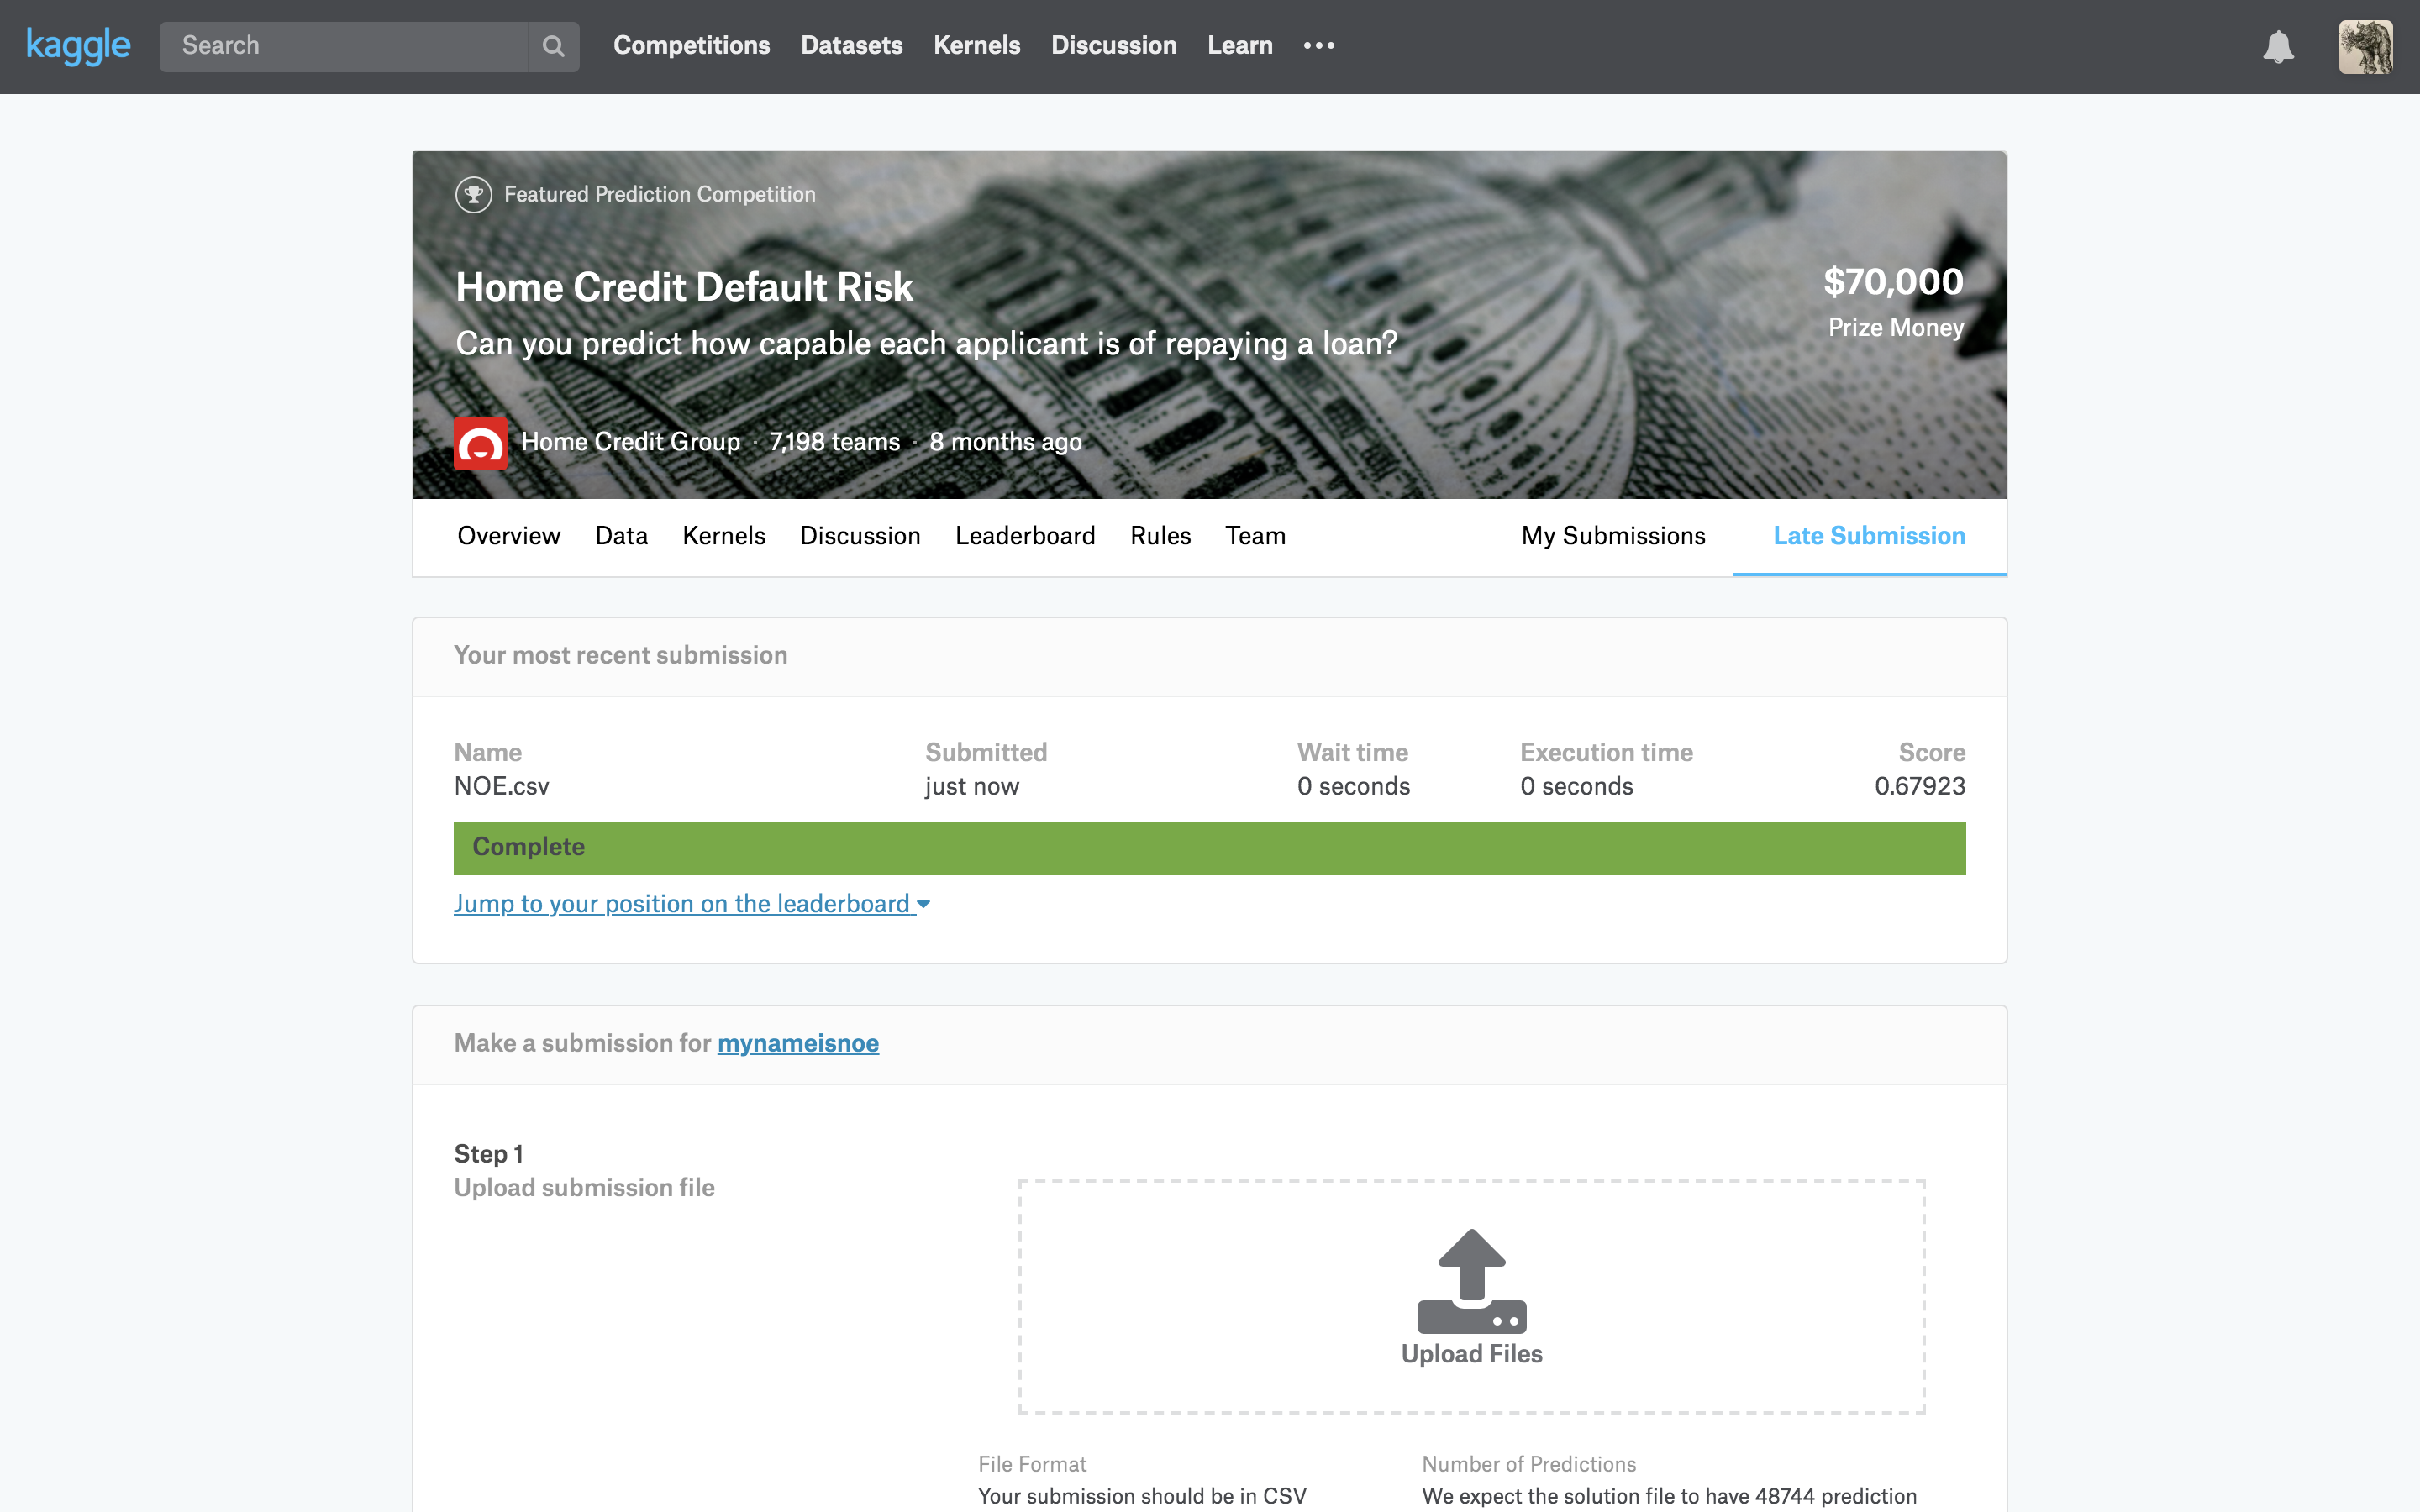 kaggle
Search
Competitions Datasets Kernels Discussion Learn
Featured Prediction Competition
Home Credit Default Risk
Can you predict how capable each applicant is of repaying a loan?
$70,000
Prize Money
Home Credit Group · 7,198 teams · 8 months ago
Overview Data Kernels Discussion Leaderboard Rules Team My Submissions Late Submission
Your most recent submission
Name Submitted Wait time Execution time Score
NOE.csv just now 0 seconds 0 seconds 0.67923
Complete
Jump to your position on the leaderboard
Make a submission for mynameisnoe
Step 1
Upload submission file
Upload Files
File Format Number of Predictions
Your submission should be in CSV We expect the solution file to have 48744 prediction